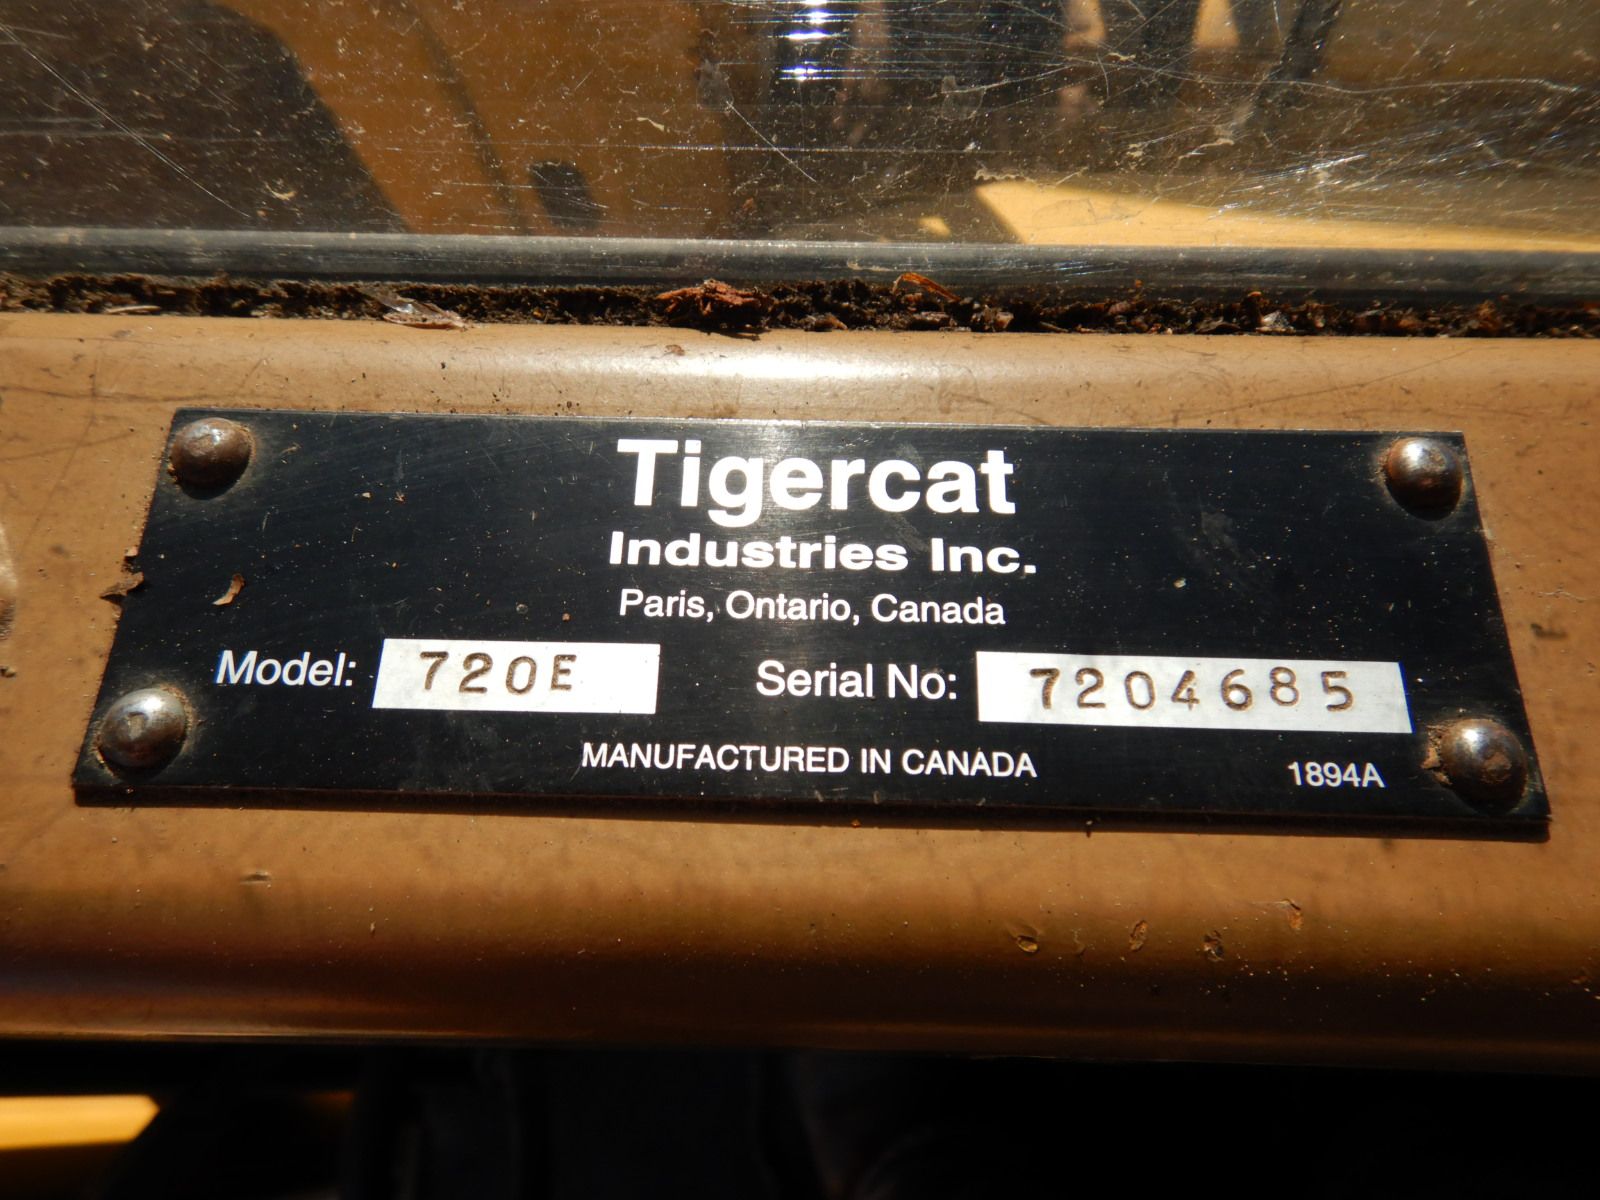 Tigercat
Industries Inc.
Paris, Ontario, Canada
Model: 720E Serial No: 7204685
MANUFACTURED IN CANADA 1894A